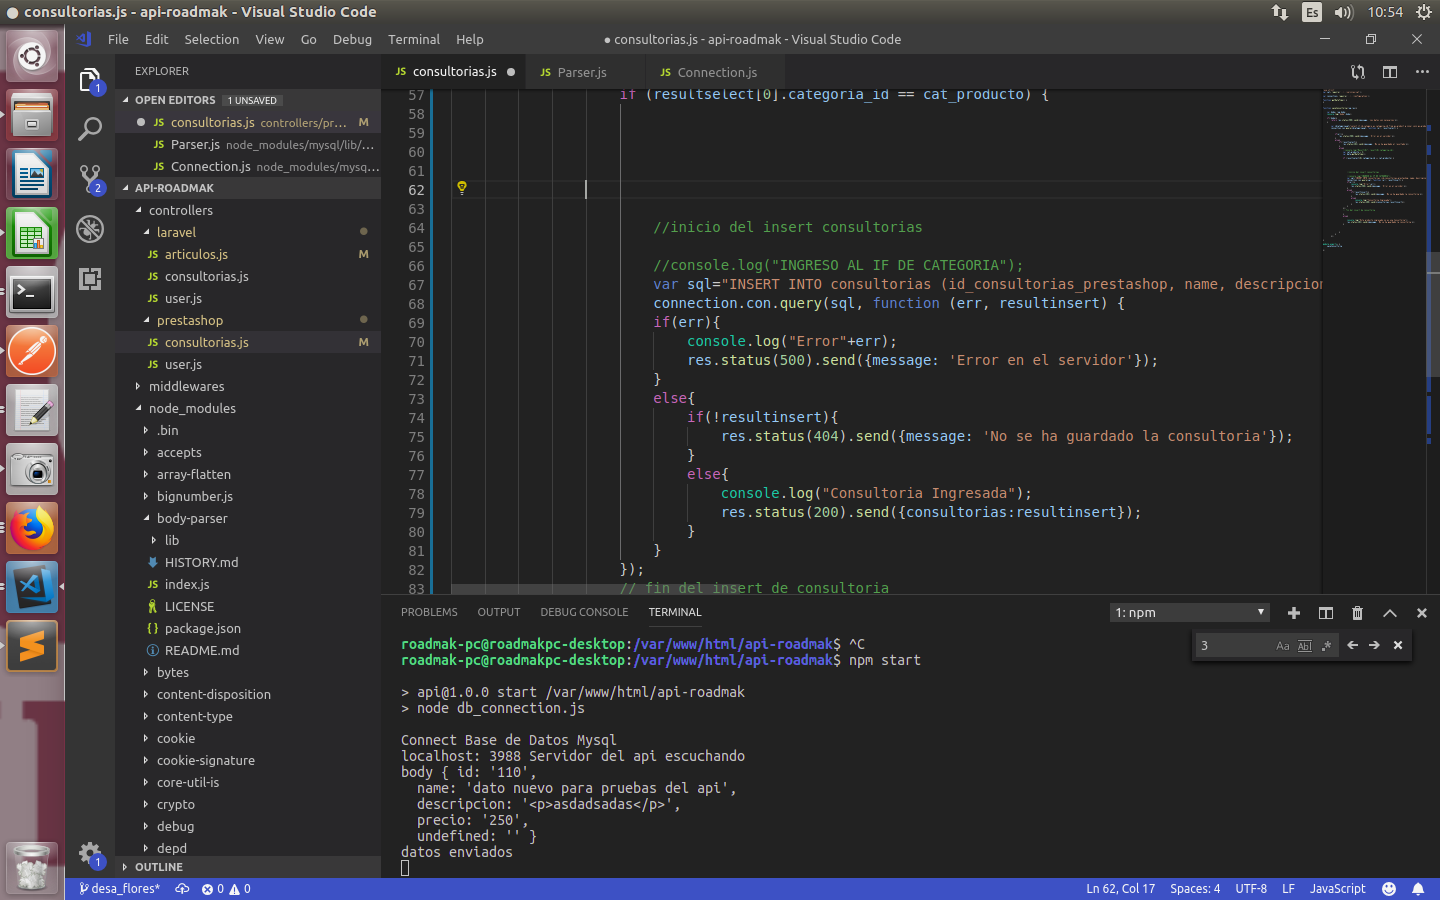 consultorias.js - api-roadmak - Visual Studio Code
Es
10:54
File Edit Selection View Go Debug Terminal Help
● consultorias.js - api-roadmak - Visual Studio Code
EXPLORER
JS consultorias.js
JS Parser.js
JS Connection.js
OPEN EDITORS 1 UNSAVED
JS consultorias.js controllers/pr... M
JS Parser.js node_modules/mysql/lib/...
JS Connection.js node_modules/mysq...
API-ROADMAK
controllers
laravel
JS articulos.js M
JS consultorias.js
JS user.js
prestashop
JS consultorias.js M
JS user.js
middlewares
node_modules
.bin
accepts
array-flatten
bignumber.js
body-parser
lib
HISTORY.md
JS index.js
LICENSE
{} package.json
README.md
bytes
content-disposition
content-type
cookie
cookie-signature
core-util-is
crypto
debug
depd
OUTLINE
1
2
1
57 if (resultselect[0].categoria_id == cat_producto) {
58
59
60
61
62
63
64 //inicio del insert consultorias
65
66 //console.log("INGRESO AL IF DE CATEGORIA");
67 var sql="INSERT INTO consultorias (id_consultorias_prestashop, name, descripcion
68 connection.con.query(sql, function (err, resultinsert) {
69 if(err){
70 console.log("Error"+err);
71 res.status(500).send({message: 'Error en el servidor'});
72 }
73 else{
74 if(!resultinsert){
75 res.status(404).send({message: 'No se ha guardado la consultoria'});
76 }
77 else{
78 console.log("Consultoria Ingresada");
79 res.status(200).send({consultorias:resultinsert});
80 }
81 }
82 });
83 // fin del insert de consultoria
PROBLEMS OUTPUT DEBUG CONSOLE TERMINAL
1: npm
3 Aa Abl .*
roadmak-pc@roadmakpc-desktop:/var/www/html/api-roadmak$ ^C
roadmak-pc@roadmakpc-desktop:/var/www/html/api-roadmak$ npm start
> api@1.0.0 start /var/www/html/api-roadmak
> node db_connection.js
Connect Base de Datos Mysql
localhost: 3988 Servidor del api escuchando
body { id: '110',
name: 'dato nuevo para pruebas del api',
descripcion: '<p>asdadsadas</p>',
precio: '250',
undefined: '' }
datos enviados
desa_flores* 0 0
Ln 62, Col 17 Spaces: 4 UTF-8 LF JavaScript